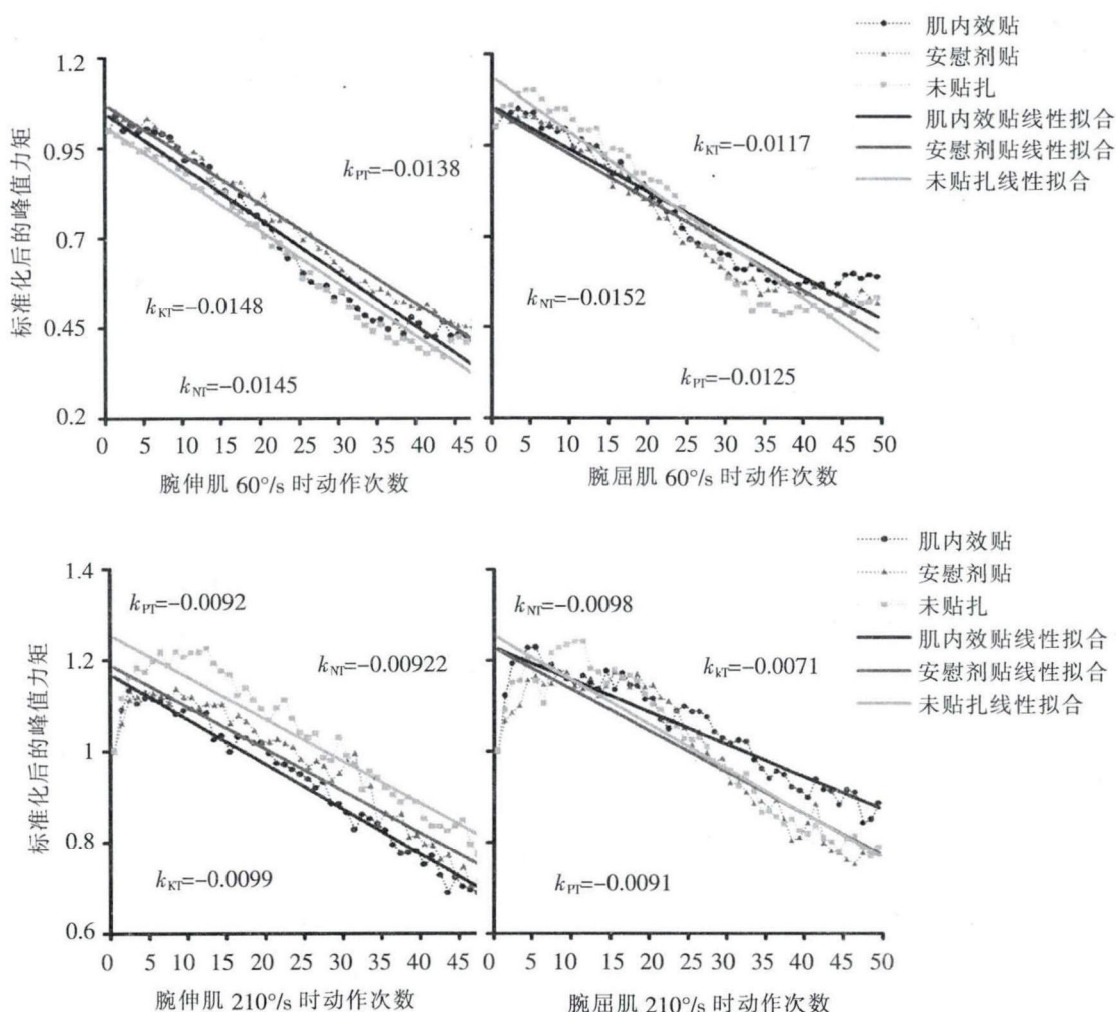 肌内效贴
安慰剂贴
未贴扎
肌内效贴线性拟合
安慰剂贴线性拟合
未贴扎线性拟合
标准化后的峰值力矩
1.2
0.95
0.7
0.45
0.2
k_PT=-0.0138
k_KT=-0.0148
k_NT=-0.0145
0 5 10 15 20 25 30 35 40 45
腕伸肌 60°/s 时动作次数
k_KT=-0.0117
k_NT=-0.0152
k_PT=-0.0125
0 5 10 15 20 25 30 35 40 45 50
腕屈肌 60°/s 时动作次数
肌内效贴
安慰剂贴
未贴扎
肌内效贴线性拟合
安慰剂贴线性拟合
未贴扎线性拟合
标准化后的峰值力矩
1.4
1.2
1
0.8
0.6
k_PT=-0.0092
k_NT=-0.00922
k_KT=-0.0099
0 5 10 15 20 25 30 35 40 45
腕伸肌 210°/s 时动作次数
k_NT=-0.0098
k_kT=-0.0071
k_PT=-0.0091
0 5 10 15 20 25 30 35 40 45 50
腕屈肌 210°/s 时动作次数